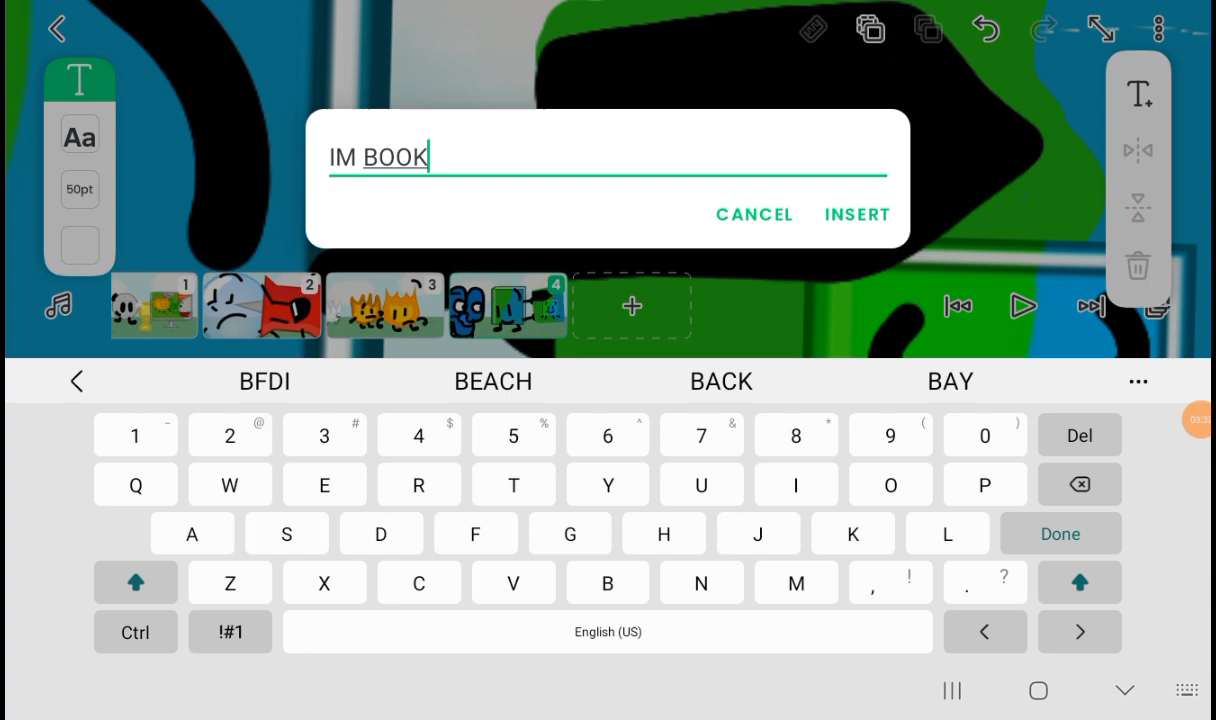 T
Aa
50pt
IM BOOK
CANCEL INSERT
T+
1 2 3 4
BFDI BEACH BACK BAY ...
1 - 2 @ 3 # 4 $ 5 % 6 ^ 7 & 8 * 9 ( 0 ) Del
Q W E R T Y U I O P
A S D F G H J K L Done
Z X C V B N M , ! . ?
Ctrl !#1 English (US) < >